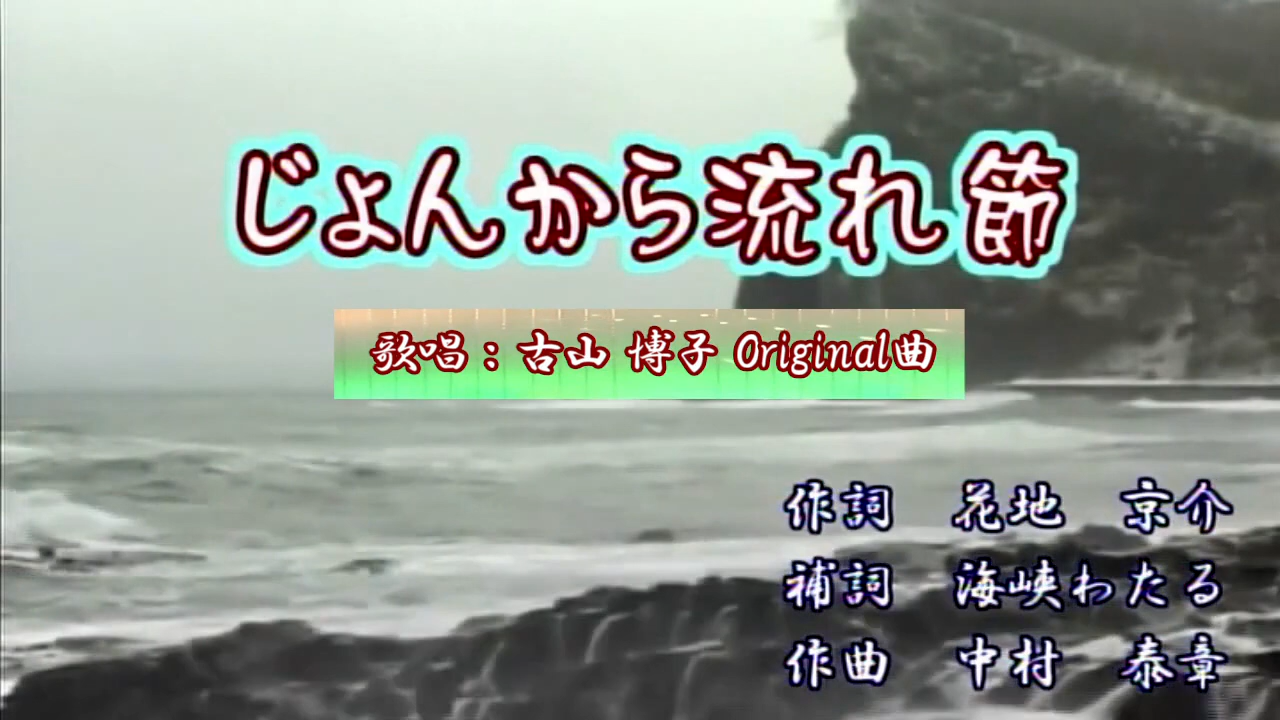 じょんから流れ節
歌唱：古山 博子 Original曲
作詞　花地　京介
補詞　海峡わたる
作曲　中村　泰章